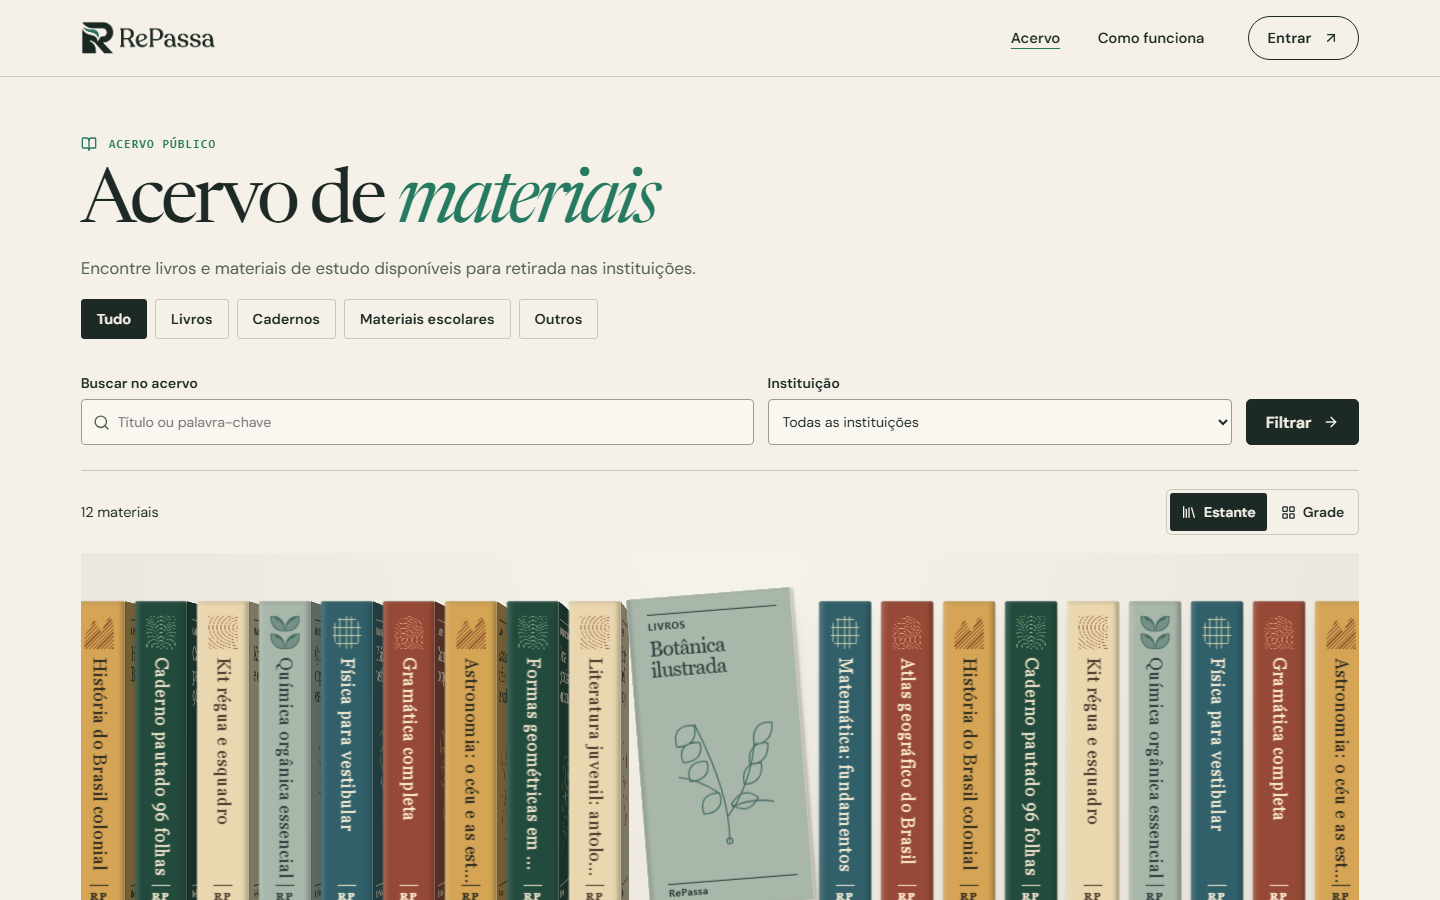 RePassa
Acervo
Como funciona
Entrar
ACERVO PÚBLICO
Acervo de materiais
Encontre livros e materiais de estudo disponíveis para retirada nas instituições.
Tudo
Livros
Cadernos
Materiais escolares
Outros
Buscar no acervo
Instituição
Título ou palavra-chave
Todas as instituições
Filtrar
12 materiais
Estante
Grade
História do Brasil colonial
Caderno pautado 96 folhas
Kit régua e esquadro
Química orgânica essencial
Física para vestibular
Gramática completa
Astronomia: o céu e as est...
Formas geométricas em ...
Literatura juvenil: antolo...
LIVROS
Botânica
ilustrada
RePassa
Matemática: fundamentos
Atlas geográfico do Brasil
História do Brasil colonial
Caderno pautado 96 folhas
Kit régua e esquadro
Química orgânica essencial
Física para vestibular
Gramática completa
Astronomia: o céu e as est...